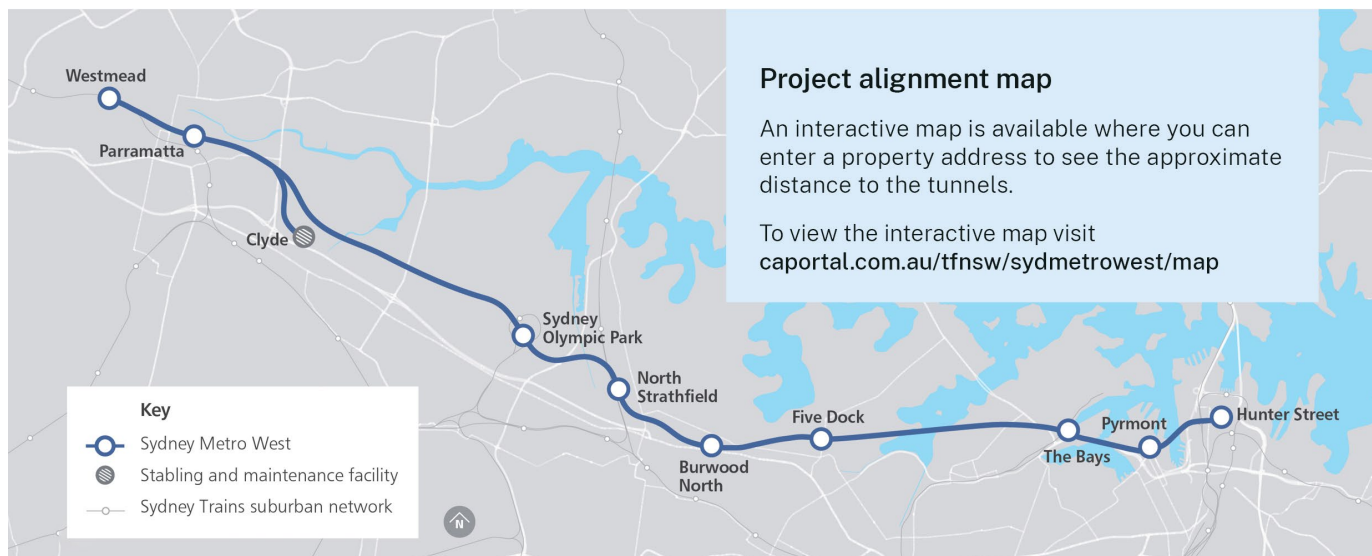 Project alignment map
An interactive map is available where you can
enter a property address to see the approximate
distance to the tunnels.
To view the interactive map visit
caportal.com.au/tfnsw/sydmetrowest/map
Westmead
Parramatta
Clyde
Sydney
Olympic Park
North
Strathfield
Burwood
North
Five Dock
The Bays
Pyrmont
Hunter Street
Key
Sydney Metro West
Stabling and maintenance facility
Sydney Trains suburban network
N